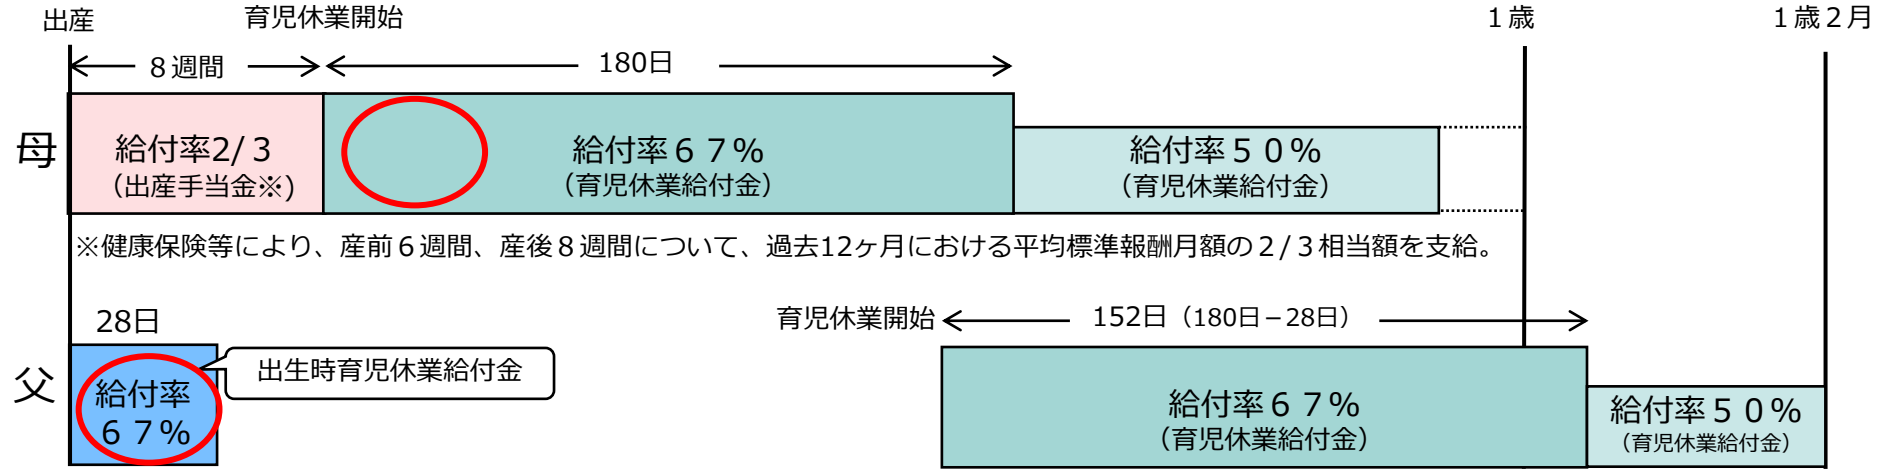 出産
育児休業開始
１歳
１歳２月
８週間
180日
母
給付率2/３
（出産手当金※）
給付率６７%
（育児休業給付金）
給付率５０%
（育児休業給付金）
※健康保険等により、産前６週間、産後８週間について、過去12ヶ月における平均標準報酬月額の２/３相当額を支給。
28日
育児休業開始
152日（180日－28日）
父
給付率
６７%
出生時育児休業給付金
給付率６７%
（育児休業給付金）
給付率５０%
（育児休業給付金）